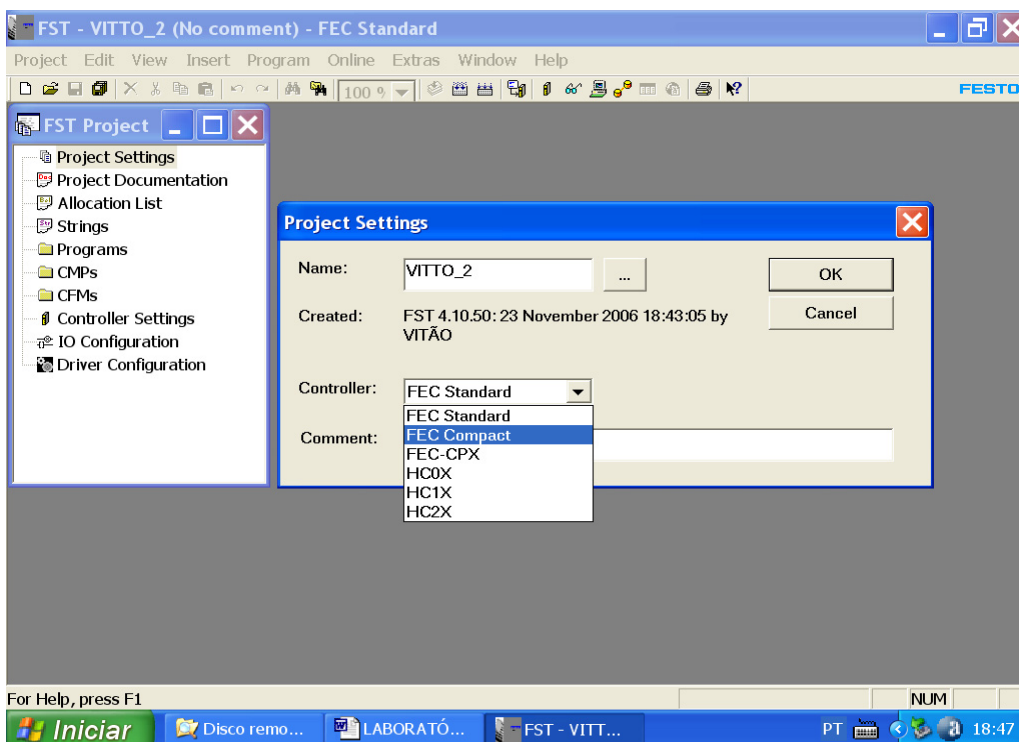 FST - VITTO_2 (No comment) - FEC Standard
Project Edit View Insert Program Online Extras Window Help
100 %
FESTO
FST Project
Project Settings
Project Documentation
Allocation List
Strings
Programs
CMPs
CFMs
Controller Settings
IO Configuration
Driver Configuration
Project Settings
Name: VITTO_2 ... OK
Created: FST 4.10.50: 23 November 2006 18:43:05 by Cancel
VITÃO
Controller: FEC Standard
FEC Standard
Comment: FEC Compact
FEC-CPX
HC0X
HC1X
HC2X
For Help, press F1 NUM
Iniciar Disco remo... LABORATÓ... FST - VITT... PT 18:47